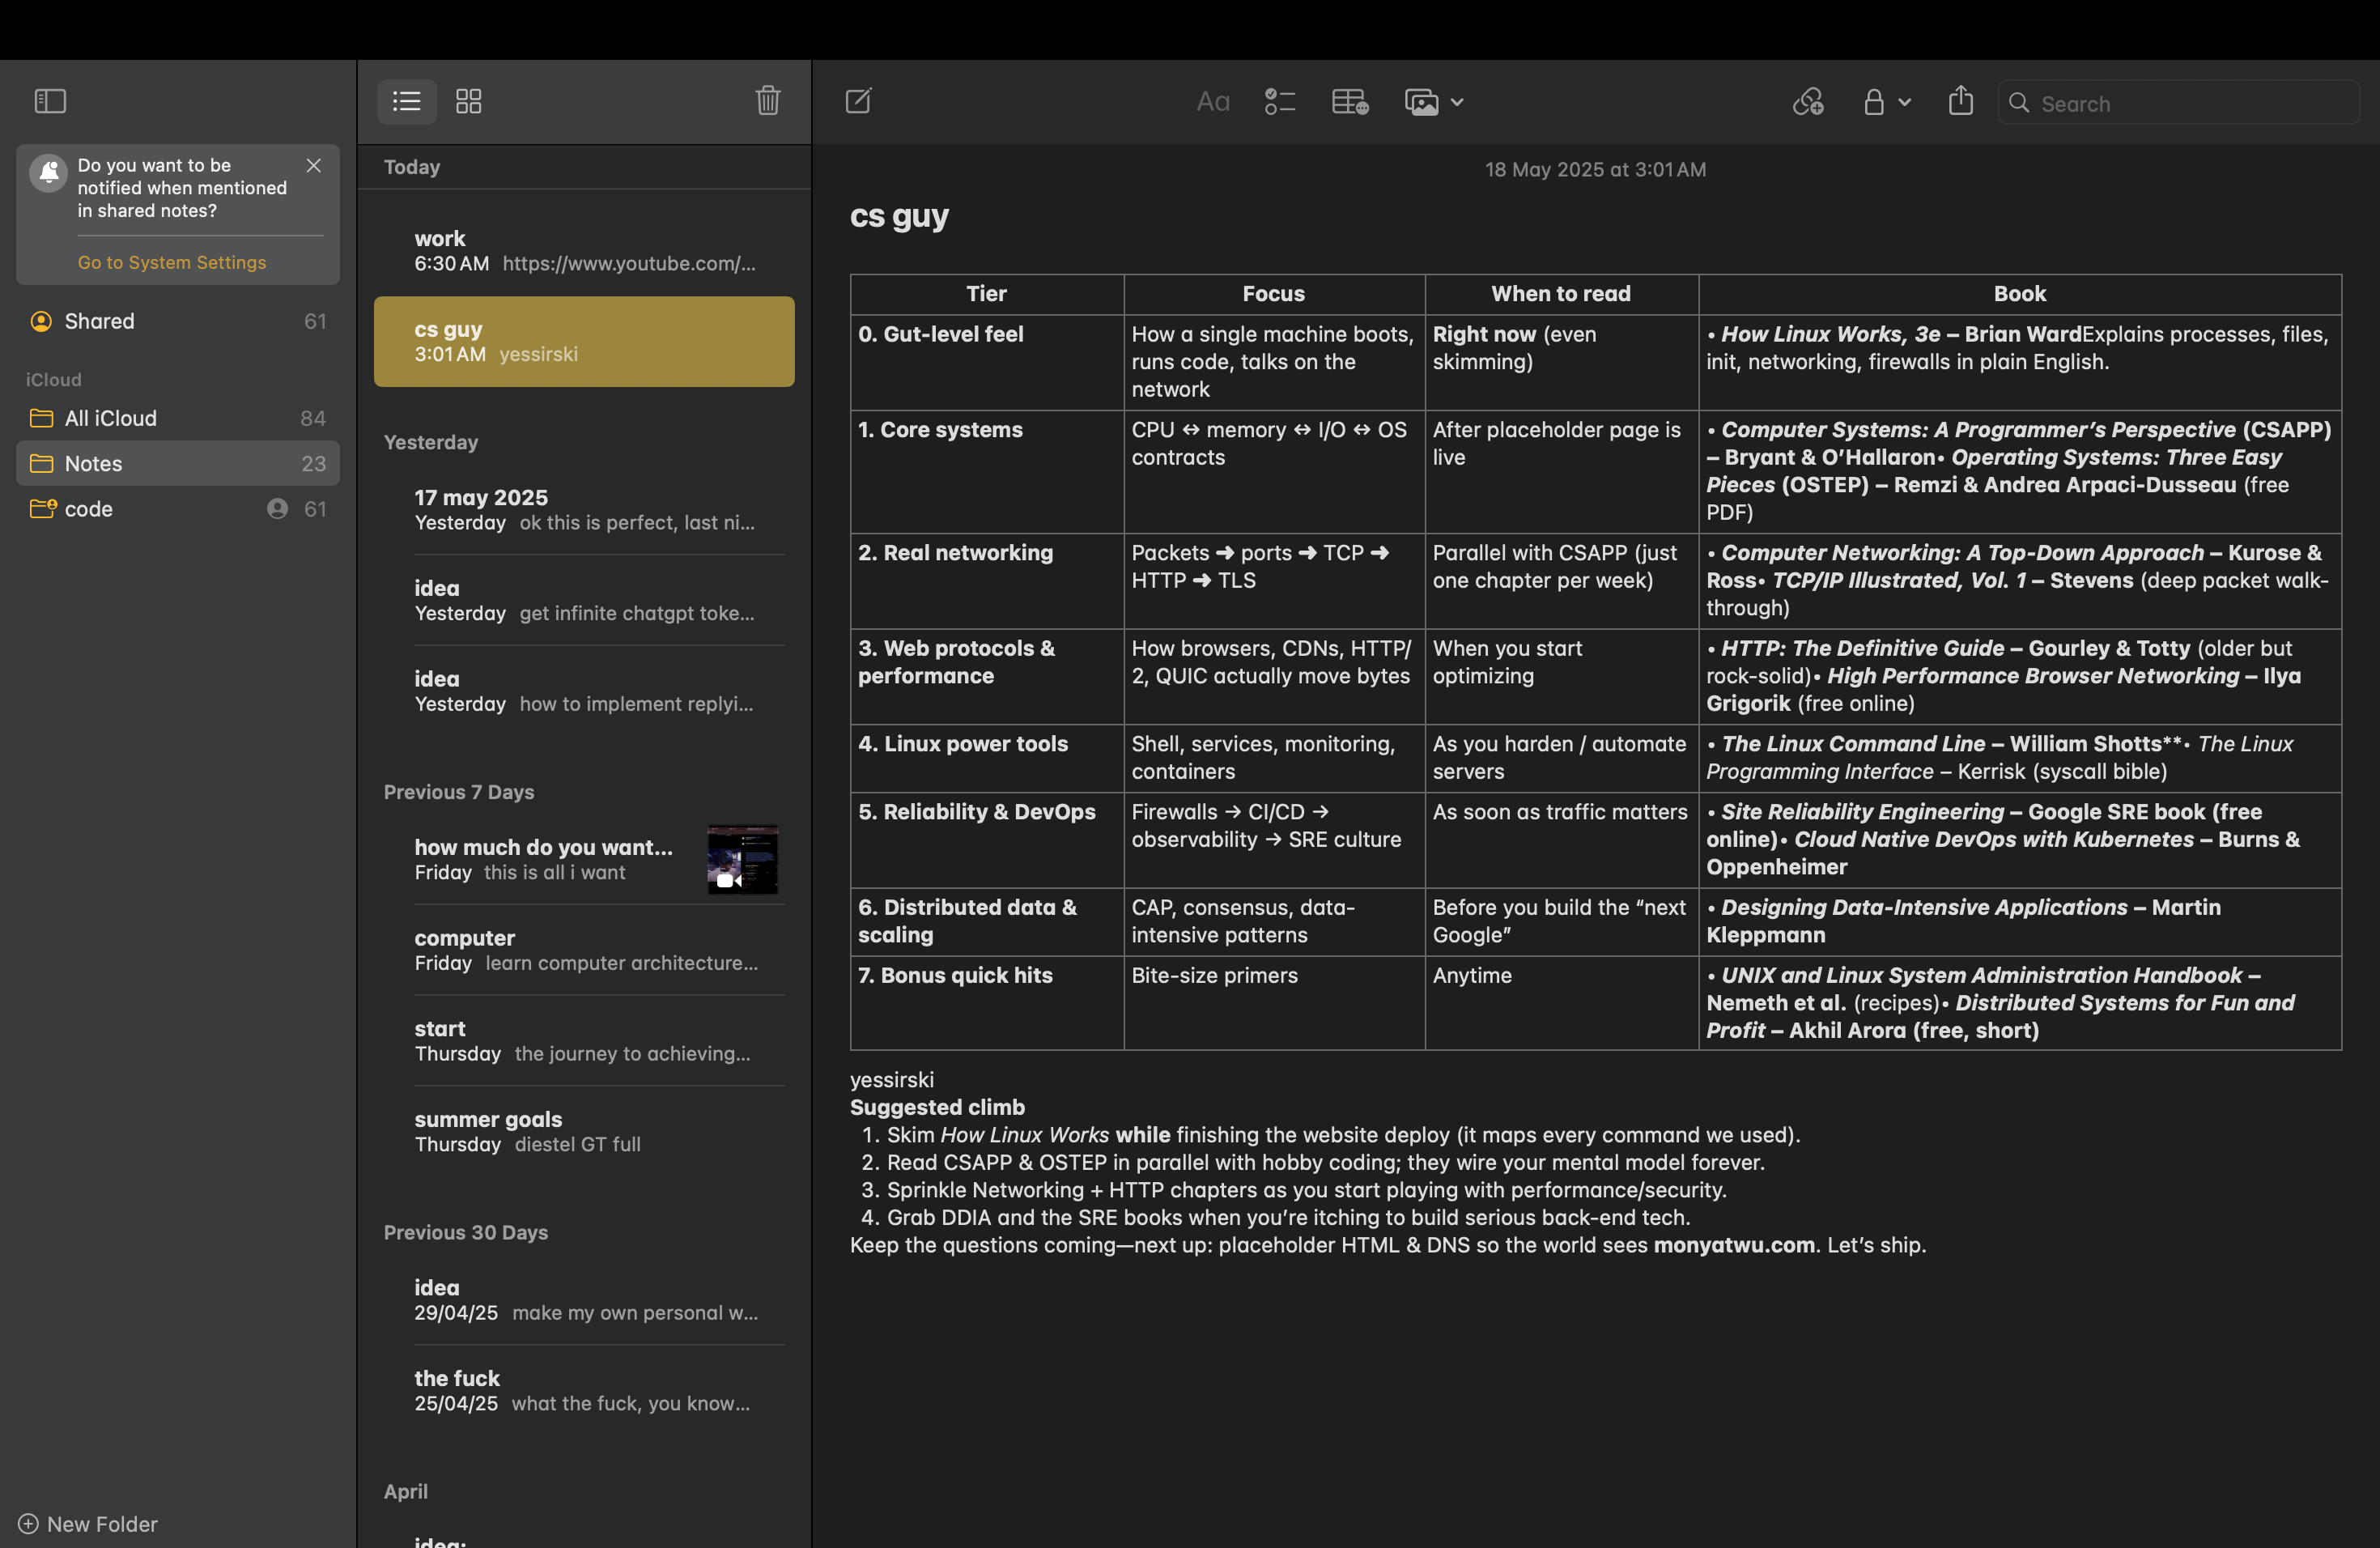 Do you want to be
notified when mentioned
in shared notes?
Go to System Settings
Shared 61
iCloud
All iCloud 84
Notes 23
code 61
New Folder
Today
work
6:30 AM https://www.youtube.com/...
cs guy
3:01 AM yessirski
Yesterday
17 may 2025
Yesterday ok this is perfect, last ni...
idea
Yesterday get infinite chatgpt toke...
idea
Yesterday how to implement replyi...
Previous 7 Days
how much do you want...
Friday this is all i want
computer
Friday learn computer architecture...
start
Thursday the journey to achieving...
summer goals
Thursday diestel GT full
Previous 30 Days
idea
29/04/25 make my own personal w...
the fuck
25/04/25 what the fuck, you know...
April
idea:
Aa
Search
18 May 2025 at 3:01 AM
cs guy
Tier
Focus
When to read
Book
0. Gut-level feel
How a single machine boots,
runs code, talks on the
network
Right now (even
skimming)
• How Linux Works, 3e – Brian WardExplains processes, files,
init, networking, firewalls in plain English.
1. Core systems
CPU ↔ memory ↔ I/O ↔ OS
contracts
After placeholder page is
live
• Computer Systems: A Programmer’s Perspective (CSAPP)
– Bryant & O’Hallaron• Operating Systems: Three Easy
Pieces (OSTEP) – Remzi & Andrea Arpaci-Dusseau (free
PDF)
2. Real networking
Packets ➜ ports ➜ TCP ➜
HTTP ➜ TLS
Parallel with CSAPP (just
one chapter per week)
• Computer Networking: A Top-Down Approach – Kurose &
Ross• TCP/IP Illustrated, Vol. 1 – Stevens (deep packet walk-
through)
3. Web protocols &
performance
How browsers, CDNs, HTTP/
2, QUIC actually move bytes
When you start
optimizing
• HTTP: The Definitive Guide – Gourley & Totty (older but
rock-solid)• High Performance Browser Networking – Ilya
Grigorik (free online)
4. Linux power tools
Shell, services, monitoring,
containers
As you harden / automate
servers
• The Linux Command Line – William Shotts**• The Linux
Programming Interface – Kerrisk (syscall bible)
5. Reliability & DevOps
Firewalls → CI/CD →
observability → SRE culture
As soon as traffic matters
• Site Reliability Engineering – Google SRE book (free
online)• Cloud Native DevOps with Kubernetes – Burns &
Oppenheimer
6. Distributed data &
scaling
CAP, consensus, data-
intensive patterns
Before you build the “next
Google”
• Designing Data-Intensive Applications – Martin
Kleppmann
7. Bonus quick hits
Bite-size primers
Anytime
• UNIX and Linux System Administration Handbook –
Nemeth et al. (recipes)• Distributed Systems for Fun and
Profit – Akhil Arora (free, short)
yessirski
Suggested climb
1. Skim How Linux Works while finishing the website deploy (it maps every command we used).
2. Read CSAPP & OSTEP in parallel with hobby coding; they wire your mental model forever.
3. Sprinkle Networking + HTTP chapters as you start playing with performance/security.
4. Grab DDIA and the SRE books when you’re itching to build serious back-end tech.
Keep the questions coming—next up: placeholder HTML & DNS so the world sees monyatwu.com. Let’s ship.